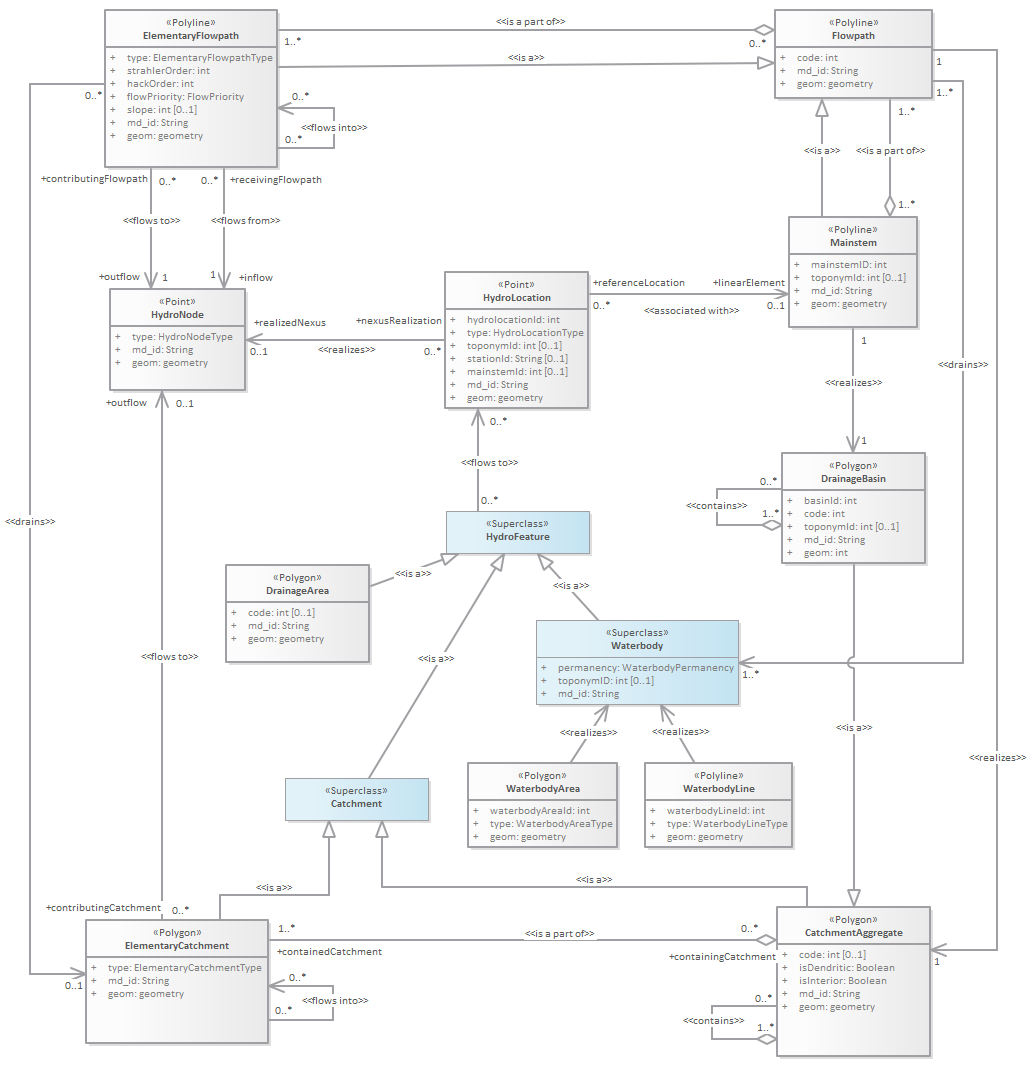 «Polyline»
ElementaryFlowpath
+ type: ElementaryFlowpathType
+ strahlerOrder: int
+ hackOrder: int
+ flowPriority: FlowPriority
+ slope: int [0..1]
+ md_id: String
+ geom: geometry
<<is a part of>>
1..*
0..*
<<is a>>
«Polyline»
Flowpath
+ code: int
+ md_id: String
+ geom: geometry
1
1..*
0..*
0..*
<<flows into>>
0..*
1..*
<<is a>>
<<is a part of>>
1..*
+contributingFlowpath
0..*
0..*
+receivingFlowpath
<<flows to>>
<<flows from>>
+outflow
1
1
+inflow
«Polyline»
Mainstem
+ mainstemID: int
+ toponymId: int [0..1]
+ md_id: String
+ geom: geometry
«Point»
HydroNode
+ type: HydroNodeType
+ md_id: String
+ geom: geometry
«Point»
HydroLocation
+ hydrolocationId: int
+ type: HydroLocationType
+ toponymId: int [0..1]
+ stationId: String [0..1]
+ mainstemId: int [0..1]
+ md_id: String
+ geom: geometry
+referenceLocation
+linearElement
0..*
0..1
<<associated with>>
+realizedNexus
+nexusRealization
0..1
0..*
<<realizes>>
1
<<realizes>>
1
<<drains>>
+outflow
0..1
0..*
<<flows to>>
0..*
«Polygon»
DrainageBasin
+ basinId: int
+ code: int
+ toponymId: int [0..1]
+ md_id: String
+ geom: int
0..*
<<contains>>
1..*
<<drains>>
«Superclass»
HydroFeature
«Polygon»
DrainageArea
+ code: int [0..1]
+ md_id: String
+ geom: geometry
<<is a>>
<<is a>>
<<is a>>
<<flows to>>
«Superclass»
Waterbody
+ permanency: WaterbodyPermanency
+ toponymID: int [0..1]
+ md_id: String
1..*
<<realizes>>
<<realizes>>
<<is a>>
<<realizes>>
«Polygon»
WaterbodyArea
+ waterbodyAreaId: int
+ type: WaterbodyAreaType
+ geom: geometry
«Polyline»
WaterbodyLine
+ waterbodyLineId: int
+ type: WaterbodyLineType
+ geom: geometry
«Superclass»
Catchment
<<is a>>
<<is a>>
+contributingCatchment
0..*
«Polygon»
ElementaryCatchment
+ type: ElementaryCatchmentType
+ md_id: String
+ geom: geometry
0..1
1..*
+containedCatchment
<<is a part of>>
0..*
+containingCatchment
0..*
<<flows into>>
0..*
«Polygon»
CatchmentAggregate
+ code: int [0..1]
+ isDendritic: Boolean
+ isInterior: Boolean
+ md_id: String
+ geom: geometry
1
0..*
<<contains>>
1..*